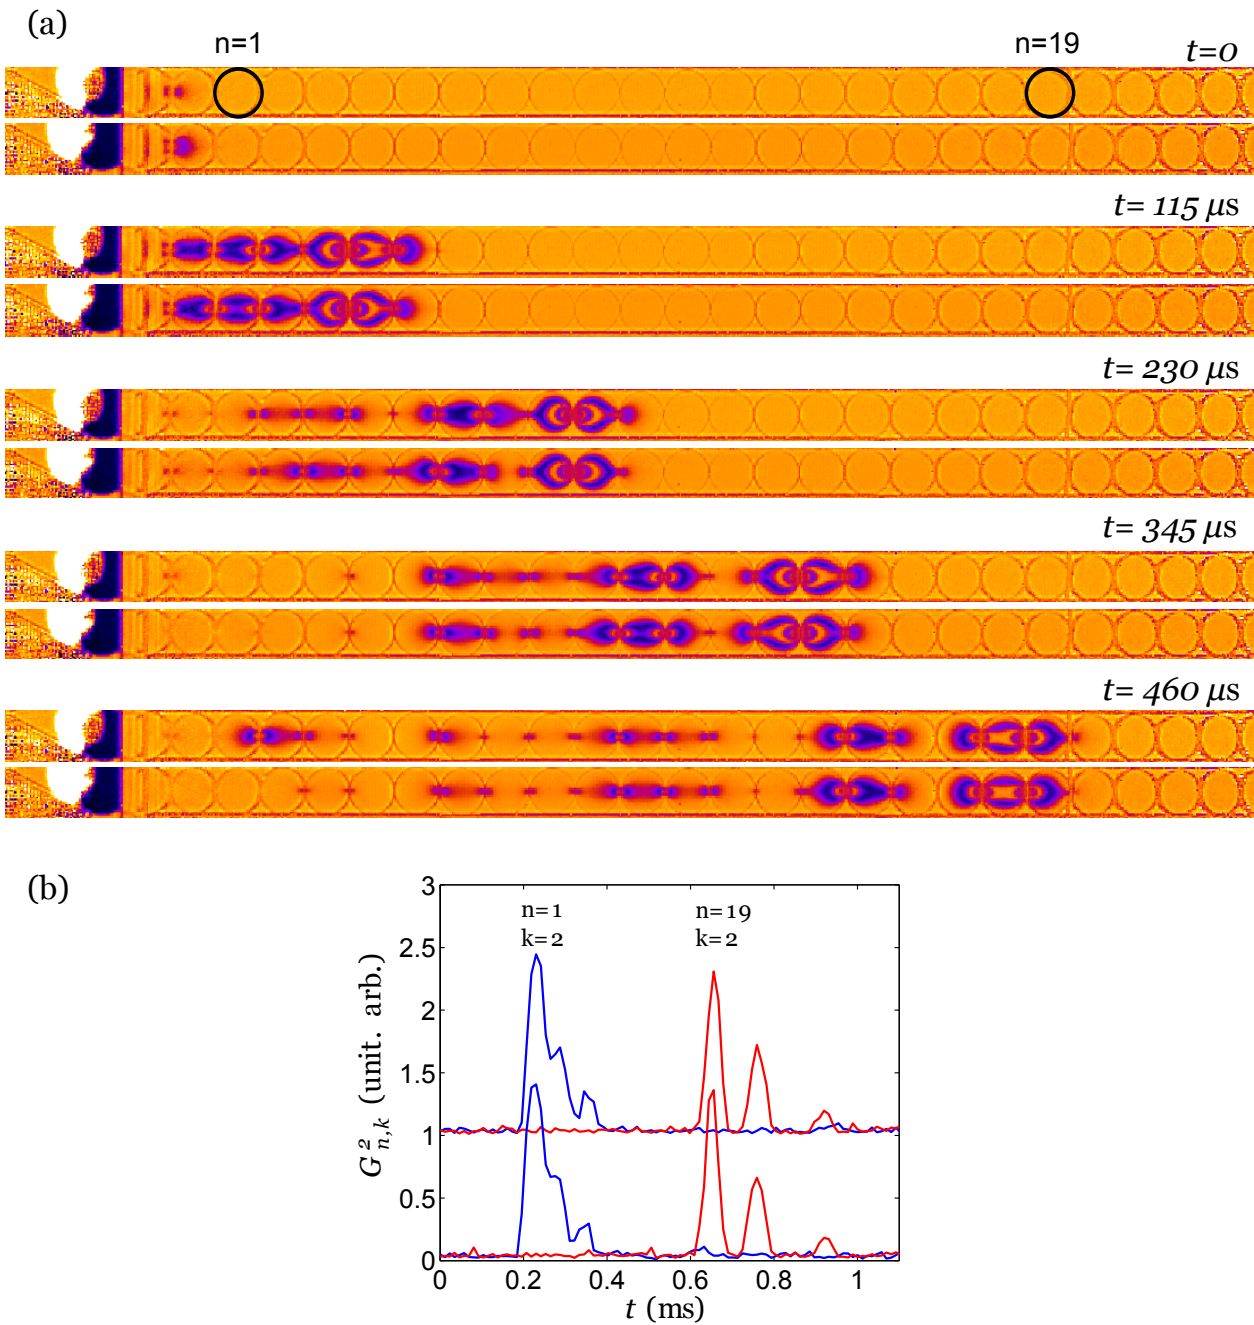 (a)
n=1
n=19
t=0
t= 115 μs
t= 230 μs
t= 345 μs
t= 460 μs
(b)
3
2.5
2
1.5
1
0.5
0
G²n,k (unit. arb.)
n=1
k=2
n=19
k=2
0
0.2
0.4
0.6
0.8
1
t (ms)